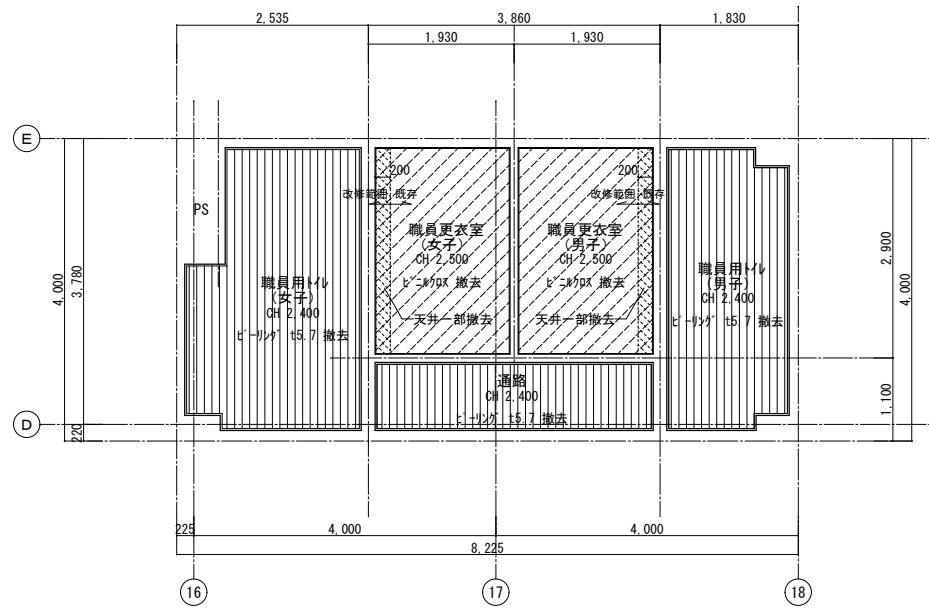 2,535
3,860
1,830
1,930
1,930
E
200
200
改修範囲 既存
改修範囲 既存
PS
職員更衣室
(女子)
CH 2,500
ビニルクロス 撤去
職員更衣室
(男子)
CH 2,500
ビニルクロス 撤去
2,900
4,000
3,780
4,000
職員用トイレ
(女子)
CH 2,400
ピーリング t5.7 撤去
職員用トイレ
(男子)
CH 2,400
ピーリング t5.7 撤去
天井一部撤去
天井一部撤去
通路
CH 2,400
ピーリング t5.7 撤去
1,100
D
220
225
4,000
4,000
8,225
16
17
18